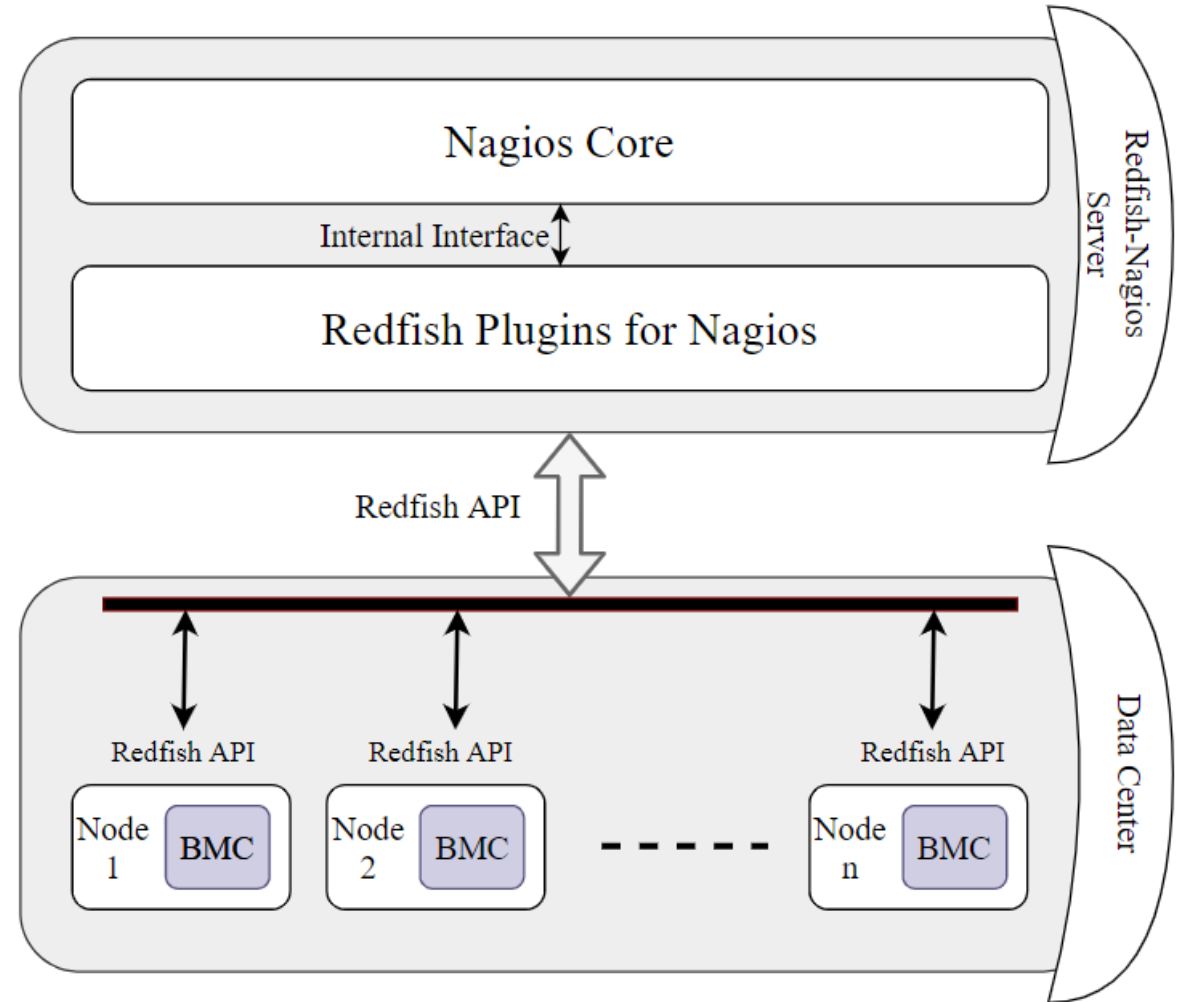 Nagios Core
Internal Interface
Redfish Plugins for Nagios
Redfish-Nagios
Server
Redfish API
Redfish API
Redfish API
Redfish API
Node
1
BMC
Node
2
BMC
Node
n
BMC
Data Center